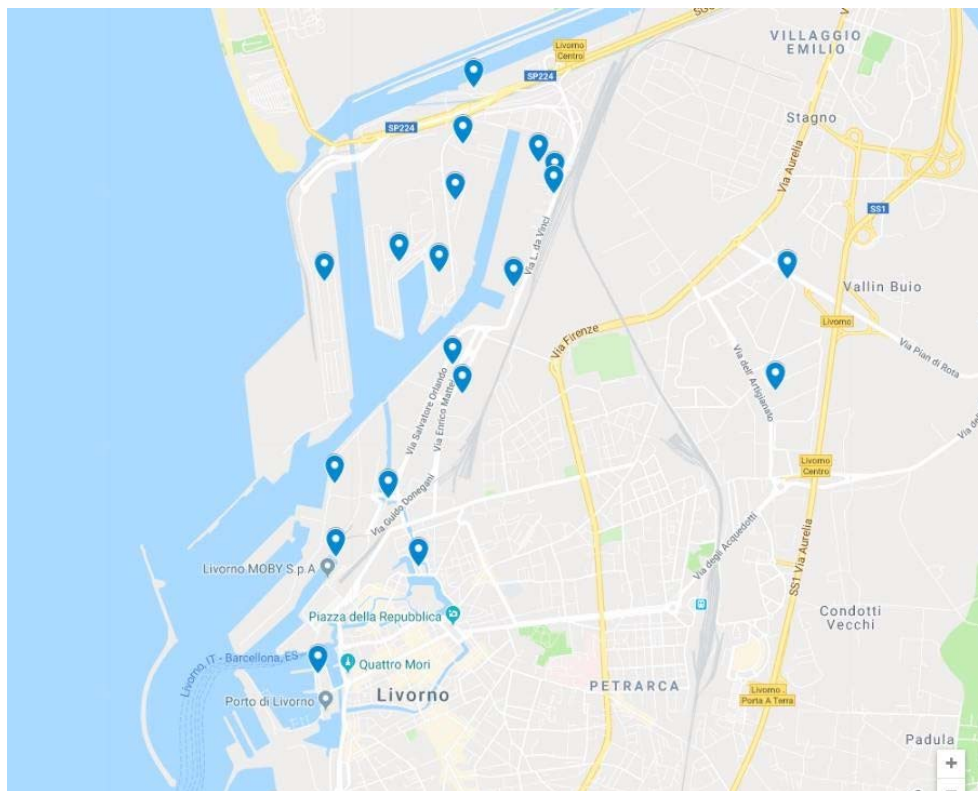 SGC
VILLAGGIO
EMILIO
Livorno
Centro
SP224
SP224
Stagno
Via Aurelia
SS1
Via L. da Vinci
Vallin Buio
Livorno
Via Firenze
Via Pian di Rota
Via dell' Artigianato
Via Salvatore Orlando
Via Enrico Mattei
Livorno
Centro
Via Guido Donegani
Via degli Acquedotti
SS1 Via Aurelia
Livorno MOBY S.p.A
Piazza della Repubblica
Condotti
Vecchi
Livorno, IT - Barcellona, ES
Quattro Mori
PETRARCA
Livorno
Livorno -
Porta A Terra
Porto di Livorno
Padula
+